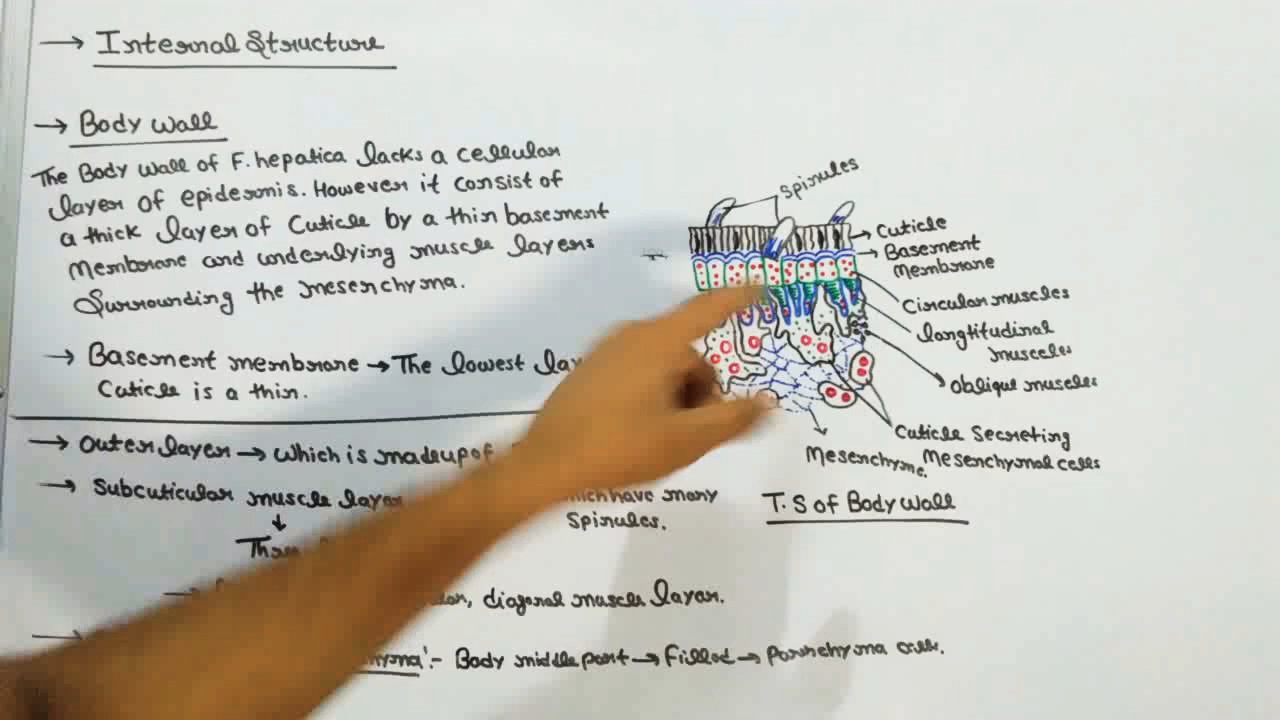 → Internal Structure
→ Body wall
The Body wall of F. hepatica lacks a cellular
layer of epidermis. However it consist of
a thick layer of Cuticle by a thin basement
Membrane and underlying muscle layers
Surrounding the mesenchyma.
→ Basement membrane → The lowest
Cuticle is a thin.
→ Outer layer → which is madeup of
→ Subcuticular muscle layer
which have many
Spinules.
diagonal muscle layer.
:- Body middle part → Filled → Parnchyma cells.
Spinules
Cuticle
Basement
Membrane
Circular muscles
longtitudinal
muscles
oblique muscles
Cuticle Secreting
Mesenchymal cells
Mesenchyme
T.S of Body wall